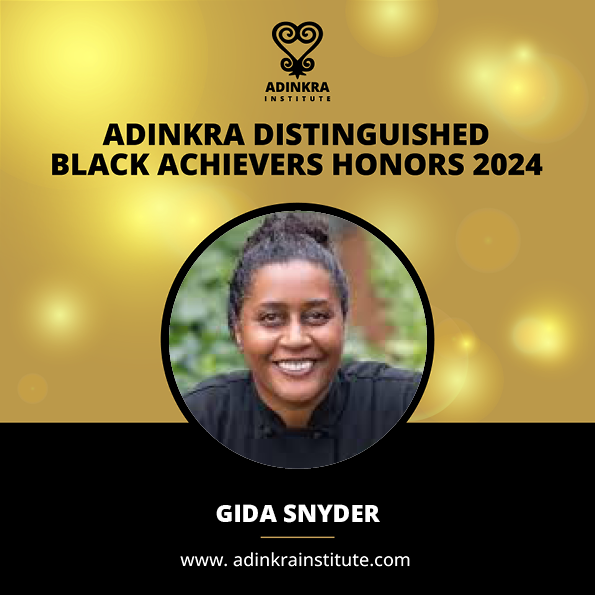 ADINKRA
INSTITUTE
ADINKRA DISTINGUISHED
BLACK ACHIEVERS HONORS 2024
GIDA SNYDER
www. adinkrainstitute.com